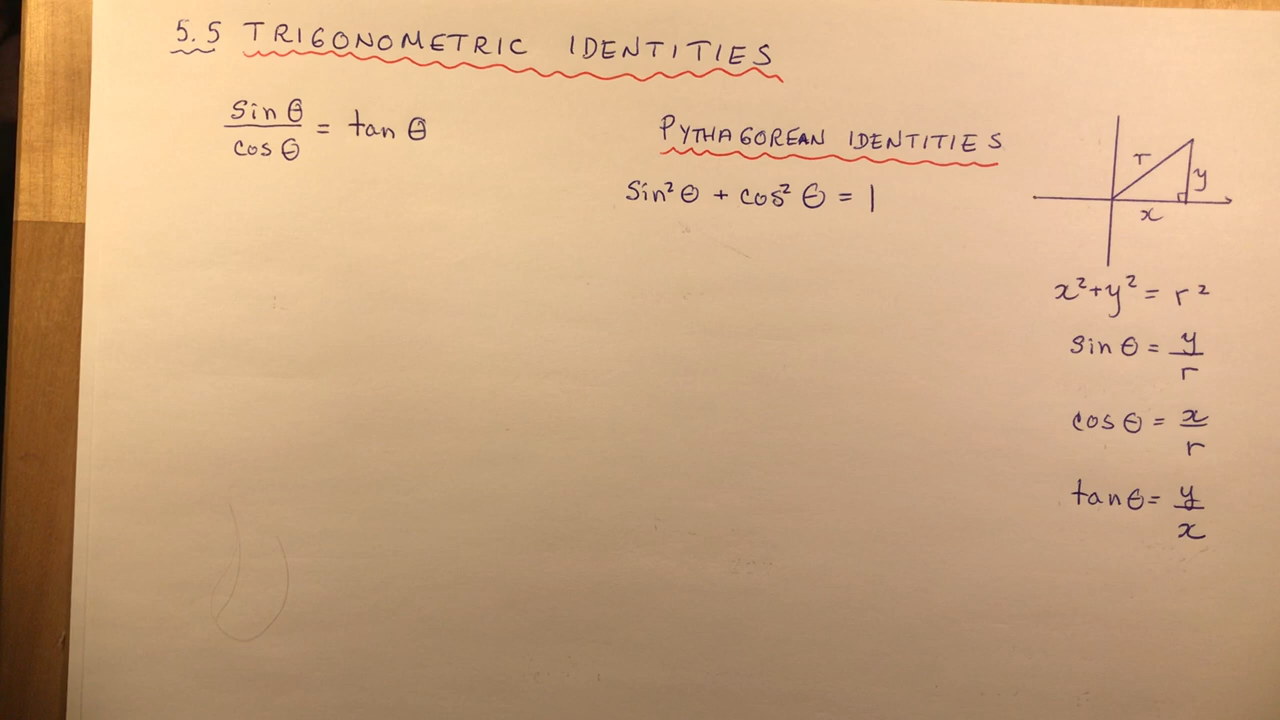 5.5 TRIGONOMETRIC IDENTITIES
sin θ / cos θ = tan θ
PYTHAGOREAN IDENTITIES
sin² θ + cos² θ = 1
r
y
x
x² + y² = r²
sin θ = y / r
cos θ = x / r
tan θ = y / x